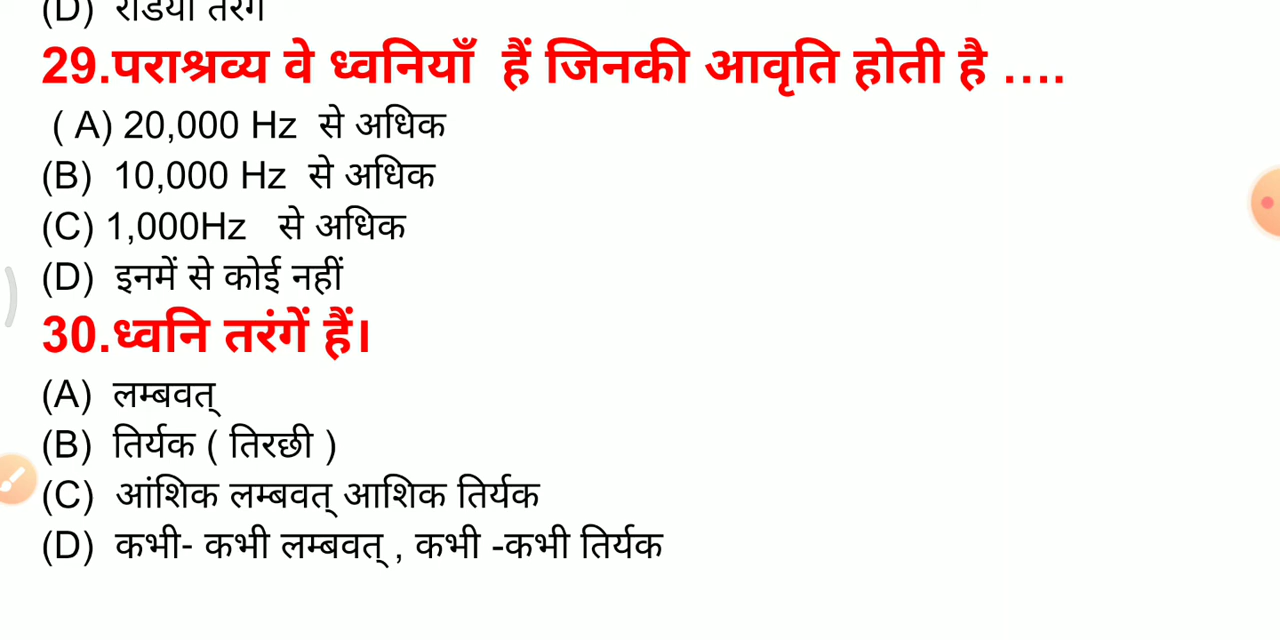 (D) रेडियो तरंग
29.पराश्रव्य वे ध्वनियाँ हैं जिनकी आवृति होती है ....
( A) 20,000 Hz से अधिक
(B) 10,000 Hz से अधिक
(C) 1,000Hz से अधिक
(D) इनमें से कोई नहीं
30.ध्वनि तरंगें हैं।
(A) लम्बवत्
(B) तिर्यक ( तिरछी )
(C) आंशिक लम्बवत् आशिक तिर्यक
(D) कभी- कभी लम्बवत् , कभी -कभी तिर्यक